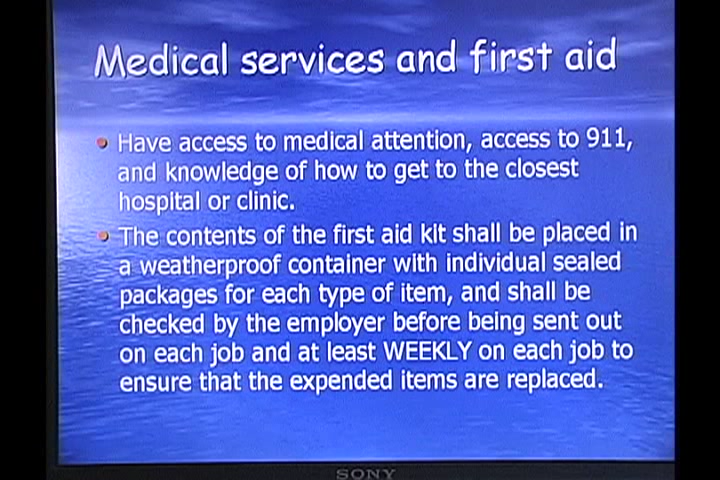 Medical services and first aid
Have access to medical attention, access to 911,
and knowledge of how to get to the closest
hospital or clinic.
The contents of the first aid kit shall be placed in
a weatherproof container with individual sealed
packages for each type of item, and shall be
checked by the employer before being sent out
on each job and at least WEEKLY on each job to
ensure that the expended items are replaced.
SONY